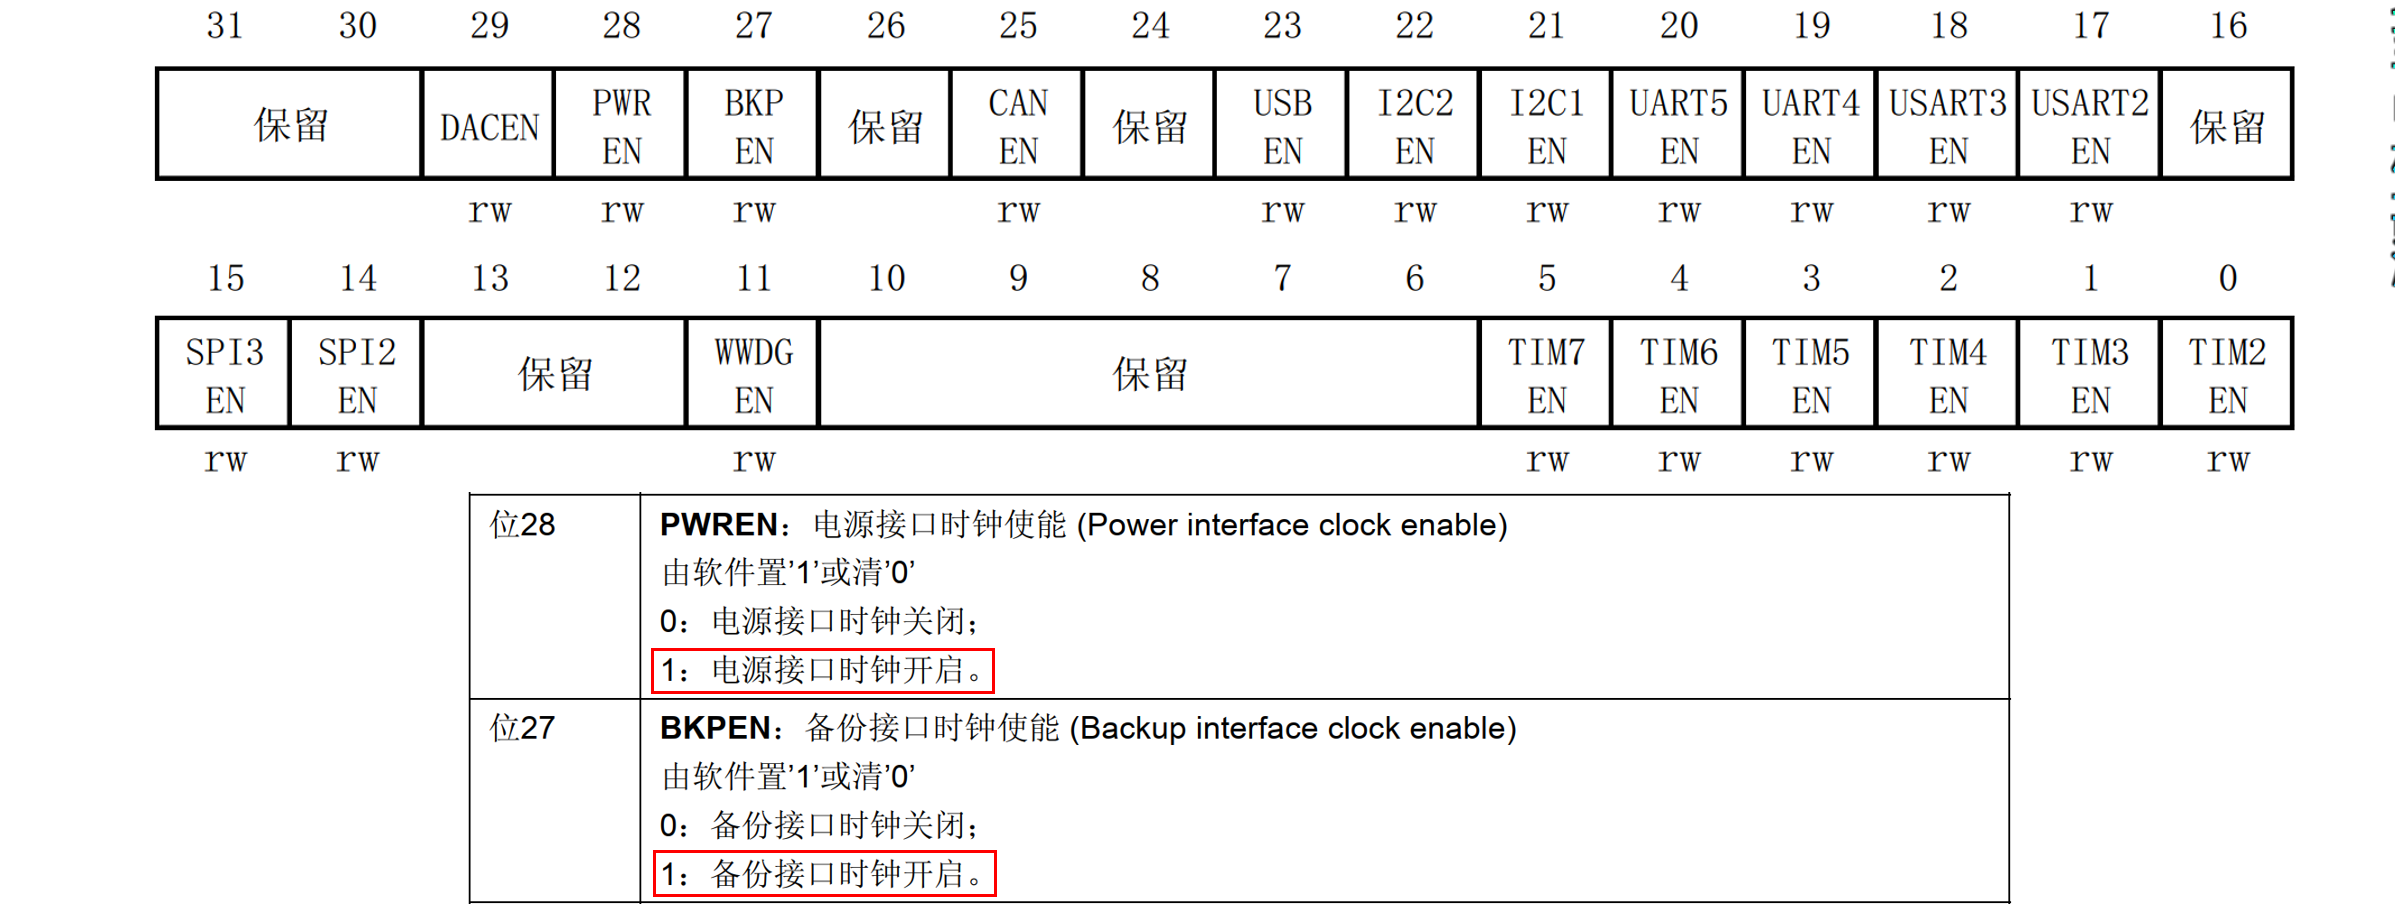 31 30 29 28 27 26 25 24 23 22 21 20 19 18 17 16
保留 DACEN PWR EN BKP EN 保留 CAN EN 保留 USB EN I2C2 EN I2C1 EN UART5 EN UART4 EN USART3 EN USART2 EN 保留
rw rw rw rw rw rw rw rw rw rw rw
15 14 13 12 11 10 9 8 7 6 5 4 3 2 1 0
SPI3 EN SPI2 EN 保留 WWDG EN 保留 TIM7 EN TIM6 EN TIM5 EN TIM4 EN TIM3 EN TIM2 EN
rw rw rw rw rw rw rw rw rw
位28 PWREN：电源接口时钟使能 (Power interface clock enable)
由软件置'1'或清'0'
0：电源接口时钟关闭；
1：电源接口时钟开启。
位27 BKPEN：备份接口时钟使能 (Backup interface clock enable)
由软件置'1'或清'0'
0：备份接口时钟关闭；
1：备份接口时钟开启。